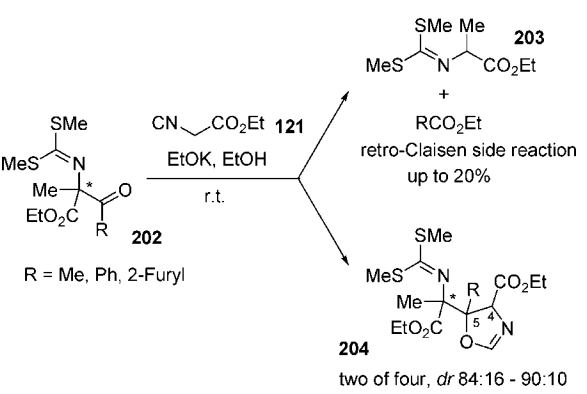 SMe
MeS
N
Me
*
O
EtO₂C
R
202
R = Me, Ph, 2-Furyl
CN
CO₂Et
121
EtOK, EtOH
r.t.
SMe
Me
203
MeS
N
CO₂Et
+
RCO₂Et
retro-Claisen side reaction
up to 20%
SMe
MeS
N
CO₂Et
Me
*
R
4
5
EtO₂C
N
O
204
two of four, dr 84:16 - 90:10